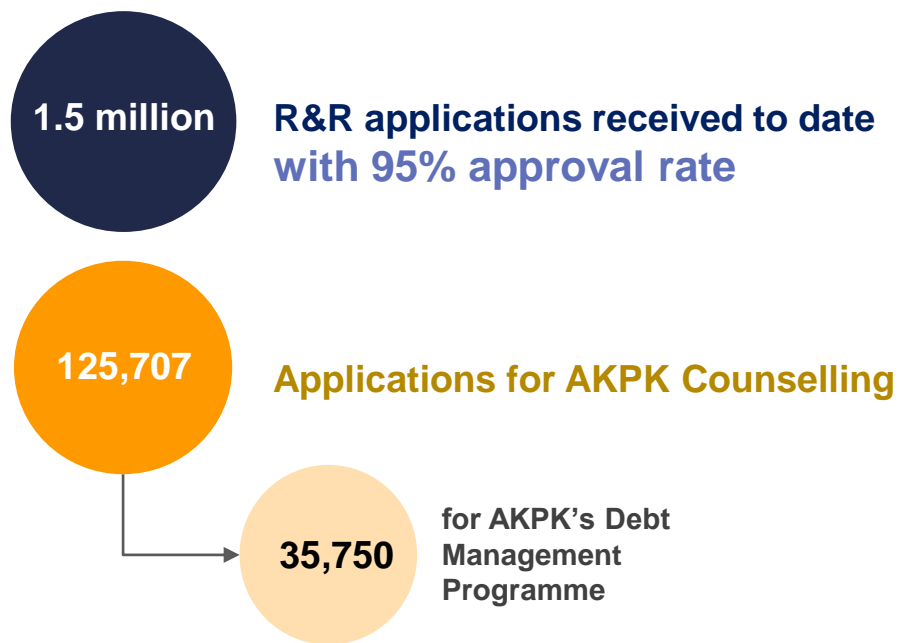 1.5 million
R&R applications received to date
with 95% approval rate
125,707
Applications for AKPK Counselling
35,750
for AKPK's Debt
Management
Programme